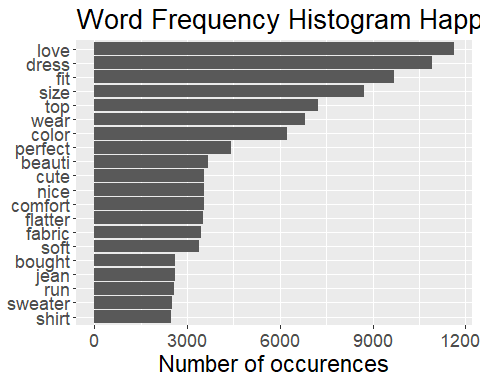 Word Frequency Histogram Happ
love
dress
fit
size
top
wear
color
perfect
beauti
cute
nice
comfort
flatter
fabric
soft
bought
jean
run
sweater
shirt
0 3000 6000 9000 1200
Number of occurences